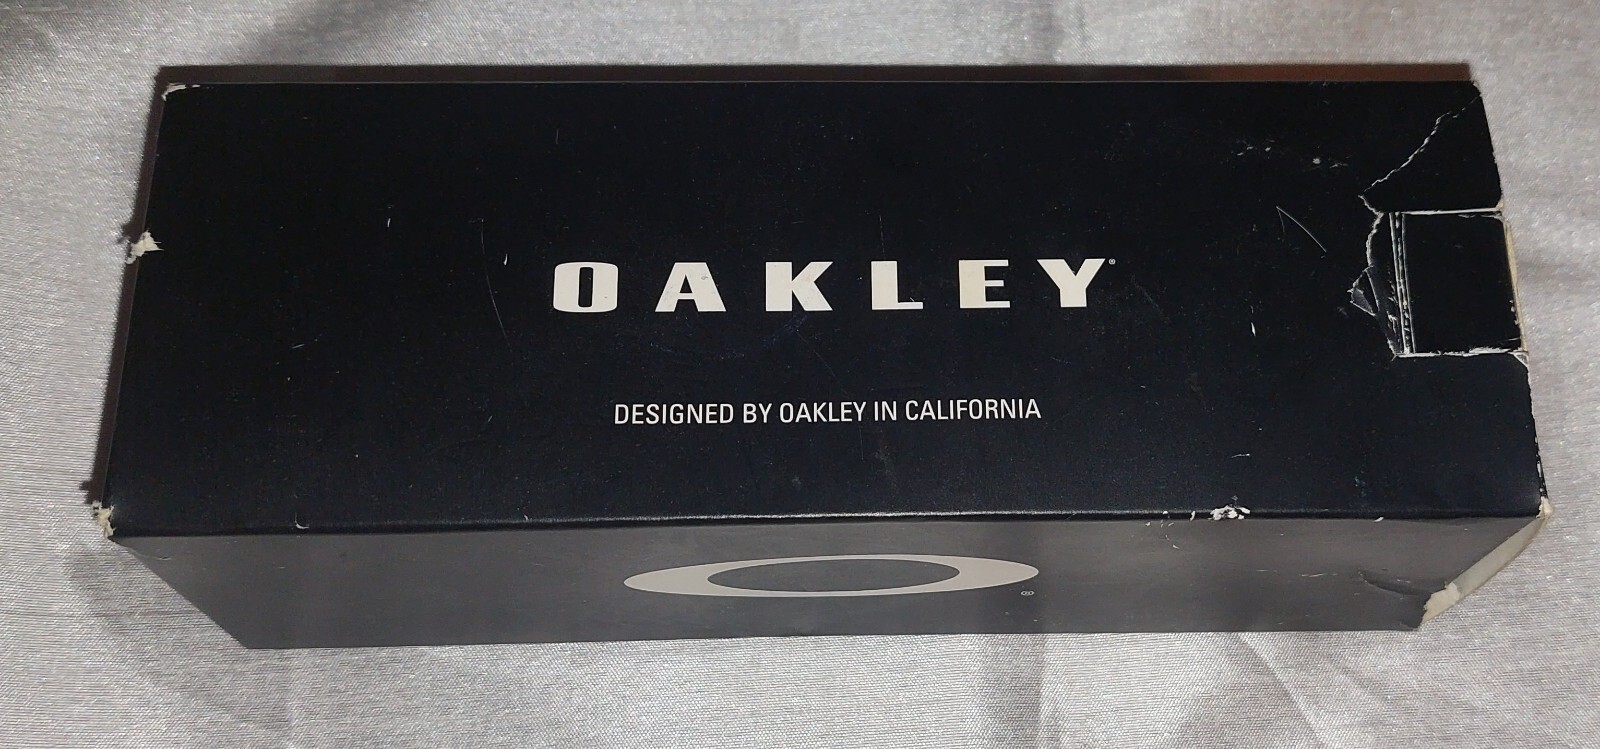 OAKLEY®
DESIGNED BY OAKLEY IN CALIFORNIA
®